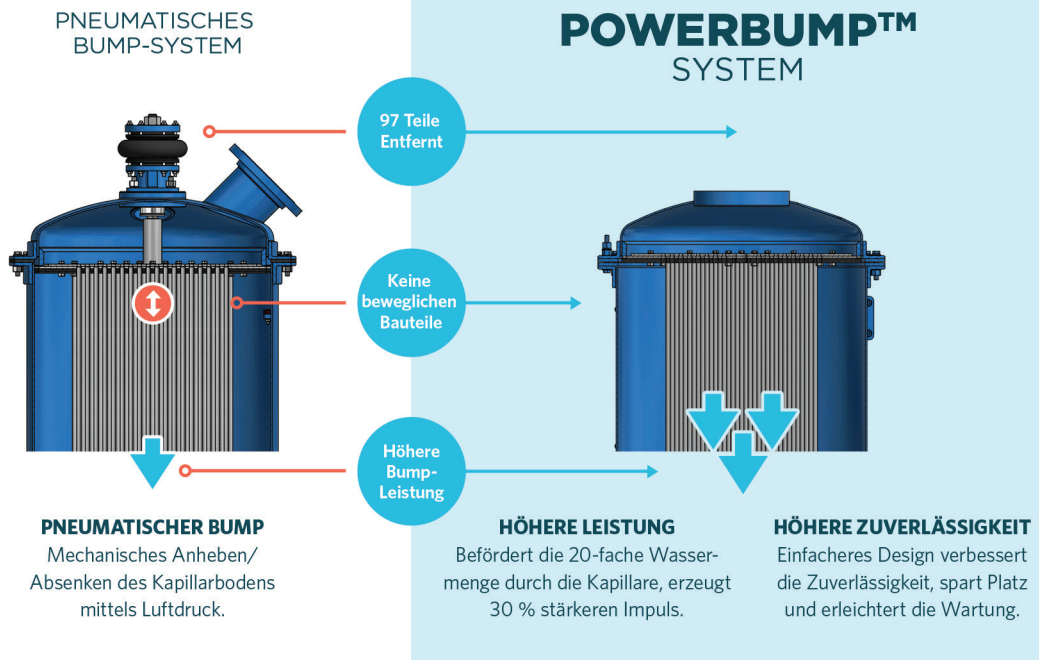 PNEUMATISCHES
BUMP-SYSTEM
POWERBUMP™
SYSTEM
97 Teile
Entfernt
Keine
beweglichen
Bauteile
Höhere
Bump-
Leistung
PNEUMATISCHER BUMP
Mechanisches Anheben/
Absenken des Kapillarbodens
mittels Luftdruck.
HÖHERE LEISTUNG
Befördert die 20-fache Wasser-
menge durch die Kapillare, erzeugt
30 % stärkeren Impuls.
HÖHERE ZUVERLÄSSIGKEIT
Einfacheres Design verbessert
die Zuverlässigkeit, spart Platz
und erleichtert die Wartung.